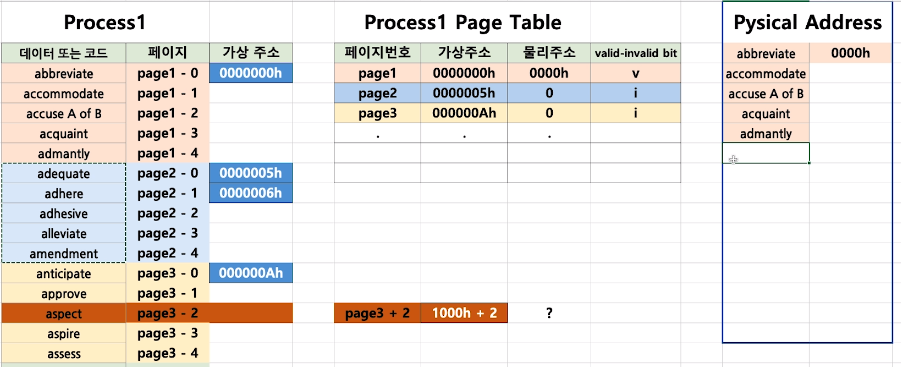 Process1 Process1 Page Table Pysical Address
데이터 또는 코드 페이지 가상 주소 페이지번호 가상주소 물리주소 valid-invalid bit abbreviate 0000h
abbreviate page1 - 0 0000000h page1 0000000h 0000h v accommodate
accommodate page1 - 1 page2 0000005h 0 i accuse A of B
accuse A of B page1 - 2 page3 000000Ah 0 i acquaint
acquaint page1 - 3 . . . admantly
admantly page1 - 4
adequate page2 - 0 0000005h
adhere page2 - 1 0000006h
adhesive page2 - 2
alleviate page2 - 3
amendment page2 - 4
anticipate page3 - 0 000000Ah
approve page3 - 1
aspect page3 - 2 page3 + 2 1000h + 2 ?
aspire page3 - 3
assess page3 - 4